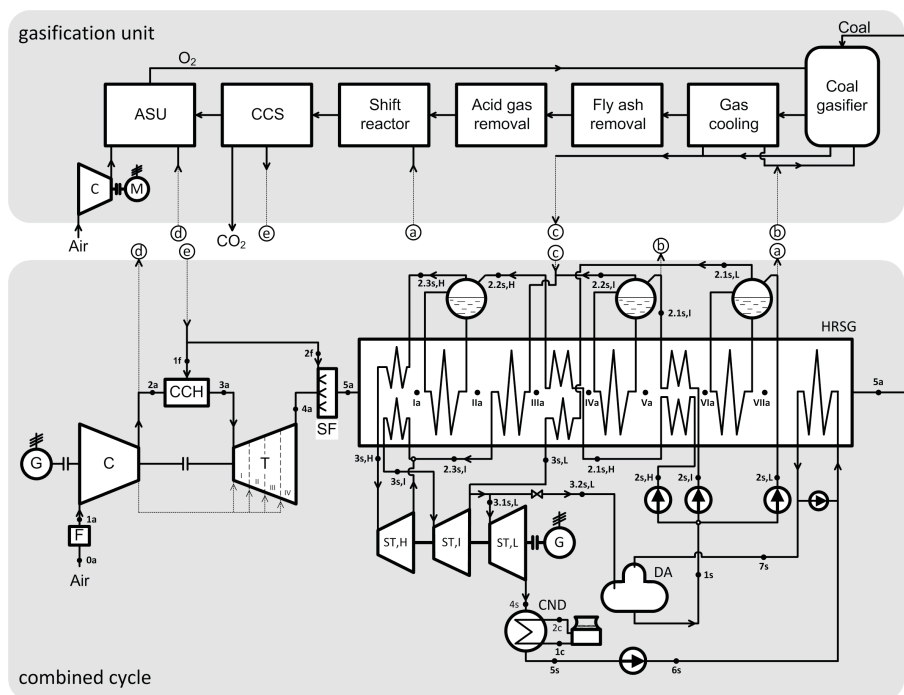 gasification unit
Coal
O2
ASU
CCS
Shift
reactor
Acid gas
removal
Fly ash
removal
Gas
cooling
Coal
gasifier
C
M
Air
d
CO2
e
a
c
b
d
e
c
b
a
2.3s,H
2.2s,H
2.2s,I
2.1s,L
2.1s,I
HRSG
1f
2f
2a
CCH
3a
4a
SF
5a
Ia
IIa
IIIa
IVa
Va
VIa
VIIa
5a
G
C
T
I
II
III
IV
3s,H
3s,I
2.3s,I
3s,L
2.1s,H
2s,H
2s,I
2s,L
3.1s,L
3.2s,L
1a
F
0a
Air
ST,H
ST,I
ST,L
G
DA
1s
7s
4s
CND
2c
1c
5s
6s
combined cycle